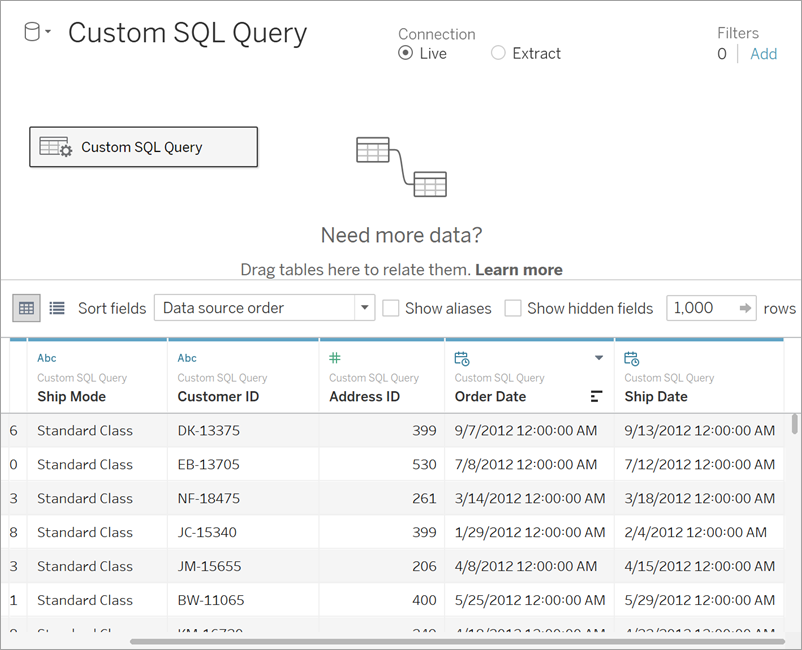 Custom SQL Query
Connection
Live Extract
Filters
0 Add
Custom SQL Query
Need more data?
Drag tables here to relate them. Learn more
Sort fields Data source order Show aliases Show hidden fields 1,000 rows
Abc Abc #
Custom SQL Query Custom SQL Query Custom SQL Query Custom SQL Query Custom SQL Query
Ship Mode Customer ID Address ID Order Date Ship Date
6 Standard Class DK-13375 399 9/7/2012 12:00:00 AM 9/13/2012 12:00:00 AM
0 Standard Class EB-13705 530 7/8/2012 12:00:00 AM 7/12/2012 12:00:00 AM
3 Standard Class NF-18475 261 3/14/2012 12:00:00 AM 3/18/2012 12:00:00 AM
8 Standard Class JC-15340 399 1/29/2012 12:00:00 AM 2/4/2012 12:00:00 AM
3 Standard Class JM-15655 206 4/8/2012 12:00:00 AM 4/15/2012 12:00:00 AM
1 Standard Class BW-11065 400 5/25/2012 12:00:00 AM 5/29/2012 12:00:00 AM
Standard Class